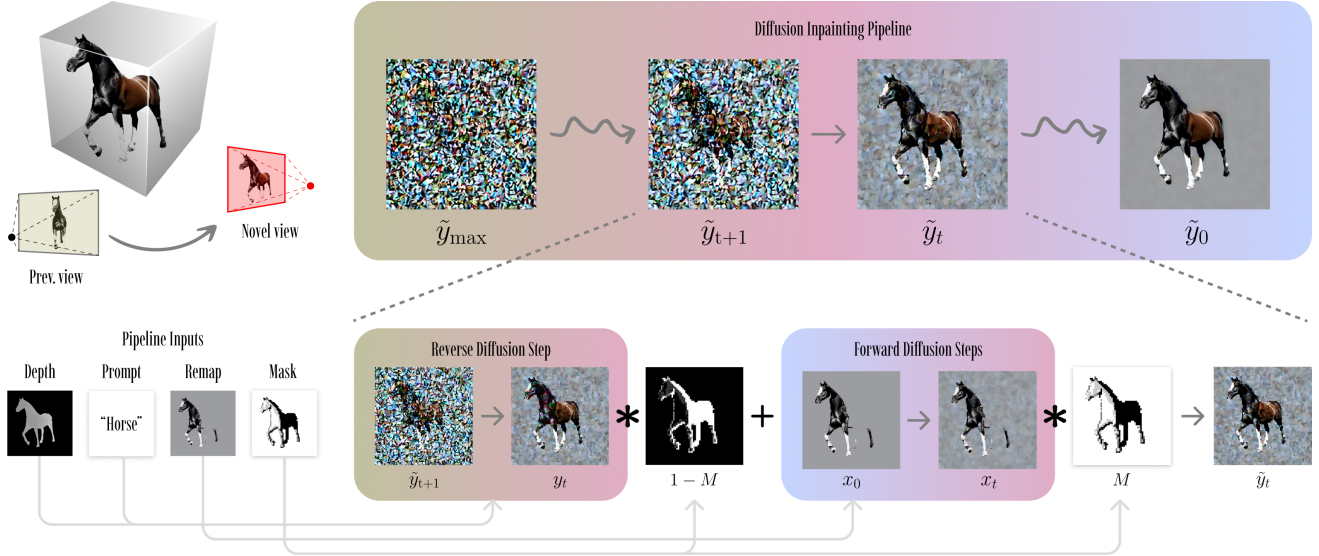 Diffusion Inpainting Pipeline
ỹmax
ỹt+1
ỹt
ỹ0
Novel view
Prev. view
Pipeline Inputs
Depth
Prompt
Remap
Mask
"Horse"
Reverse Diffusion Step
ỹt+1
yt
*
1 − M
+
Forward Diffusion Steps
x0
xt
*
M
ỹt